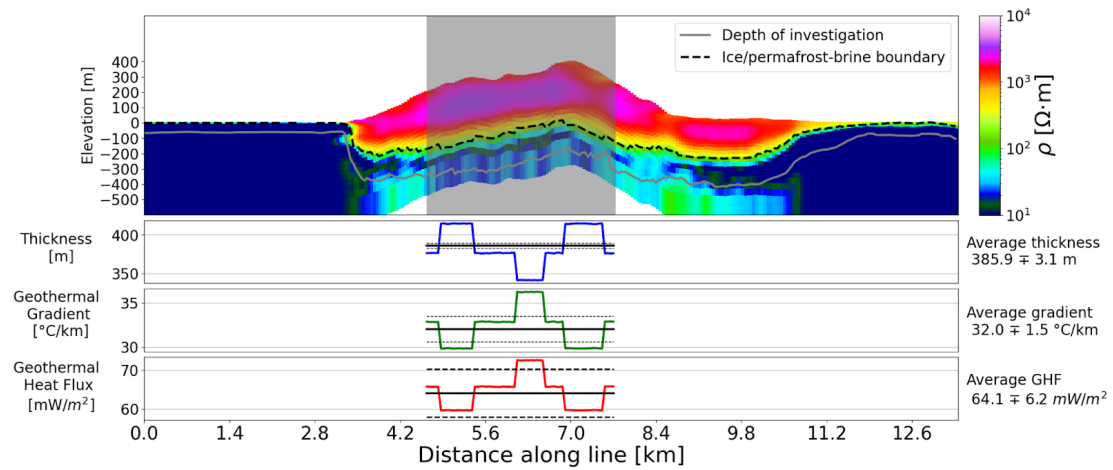 Depth of investigation
Ice/permafrost-brine boundary
Elevation [m]
400
300
200
100
0
−100
−200
−300
−400
−500
10⁴
10³
10²
10¹
ρ [Ω·m]
Thickness
[m]
400
350
Average thickness
385.9 ∓ 3.1 m
Geothermal
Gradient
[°C/km]
35
30
Average gradient
32.0 ∓ 1.5 °C/km
Geothermal
Heat Flux
[mW/m²]
70
60
Average GHF
64.1 ∓ 6.2 mW/m²
0.0 1.4 2.8 4.2 5.6 7.0 8.4 9.8 11.2 12.6
Distance along line [km]